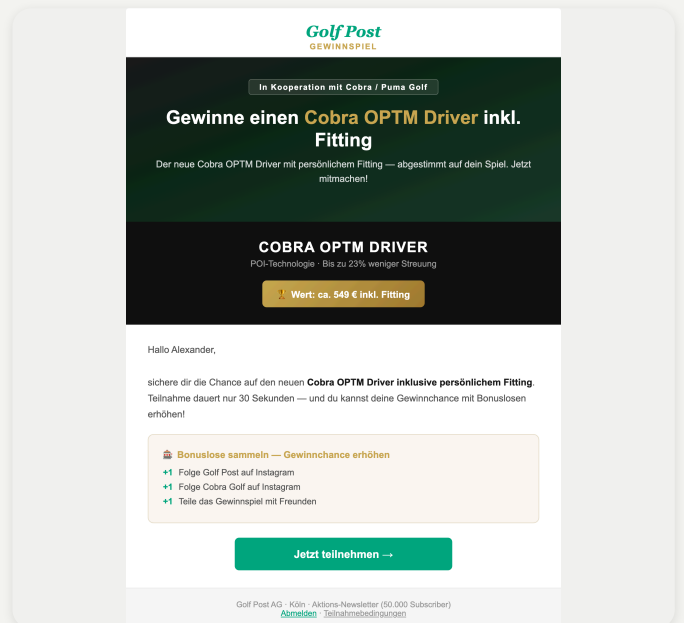 Golf Post
GEWINNSPIEL
In Kooperation mit Cobra / Puma Golf
Gewinne einen Cobra OPTM Driver inkl.
Fitting
Der neue Cobra OPTM Driver mit persönlichem Fitting — abgestimmt auf dein Spiel. Jetzt
mitmachen!
COBRA OPTM DRIVER
POI-Technologie · Bis zu 23% weniger Streuung
🏆 Wert: ca. 549 € inkl. Fitting
Hallo Alexander,
sichere dir die Chance auf den neuen Cobra OPTM Driver inklusive persönlichem Fitting.
Teilnahme dauert nur 30 Sekunden — und du kannst deine Gewinnchance mit Bonuslosen
erhöhen!
🎰 Bonuslose sammeln — Gewinnchance erhöhen
+1 Folge Golf Post auf Instagram
+1 Folge Cobra Golf auf Instagram
+1 Teile das Gewinnspiel mit Freunden
Jetzt teilnehmen →
Golf Post AG · Köln · Aktions-Newsletter (50.000 Subscriber)
Abmelden · Teilnahmebedingungen